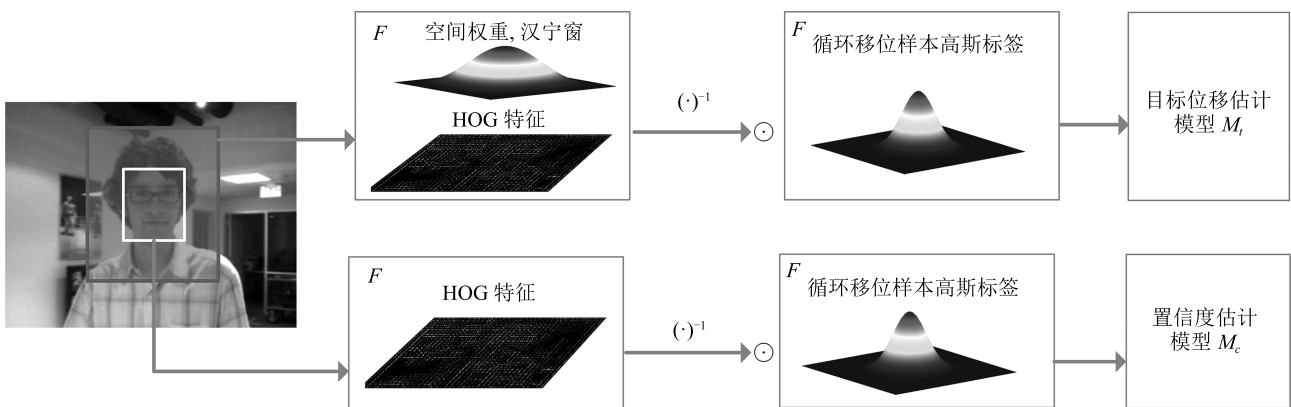 F
空间权重, 汉宁窗
HOG 特征
(·)⁻¹
⊙
F
循环移位样本高斯标签
目标位移估计
模型 Mₜ
F
HOG 特征
(·)⁻¹
⊙
F
循环移位样本高斯标签
置信度估计
模型 M_c